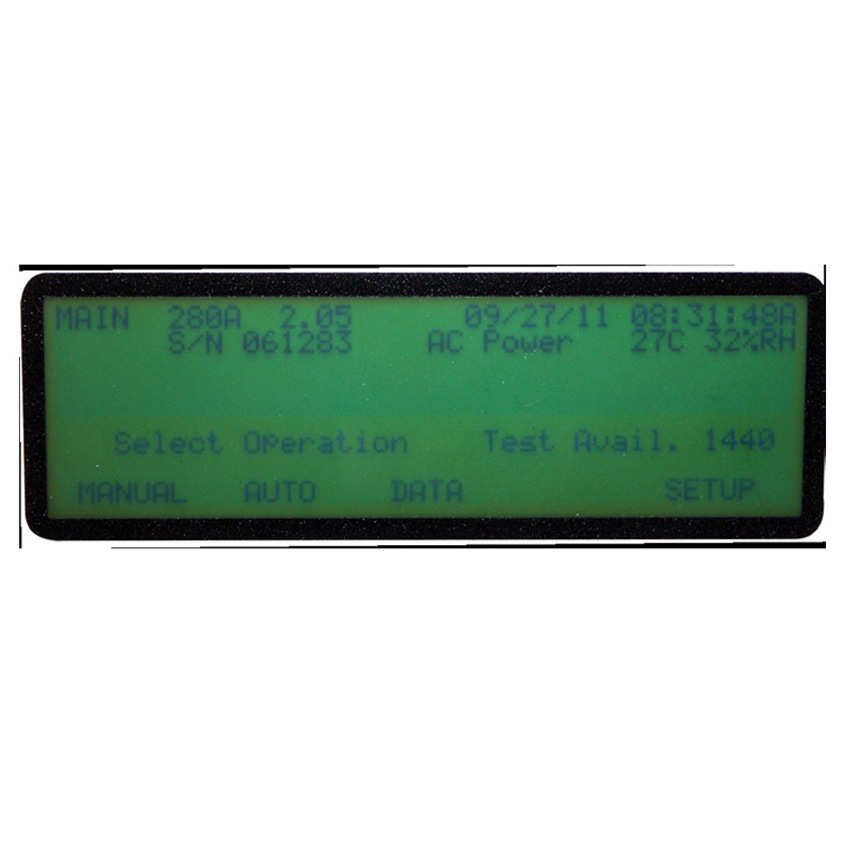 MAIN 280A 2.05 09/27/11 08:31:48A
S/N 061283 AC Power 27C 32%RH
Select Operation Test Avail. 1440
MANUAL AUTO DATA SETUP